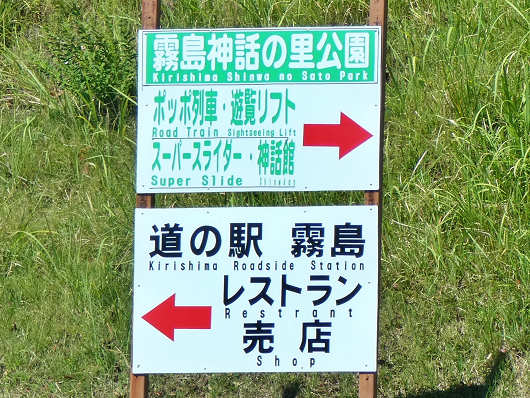 霧島神話の里公園
Kirishima Shinwa no Sato Park
ポッポ列車・遊覧リフト
Road Train Sightseeing Lift
スーパースライダー・神話館
Super Slide
道の駅 霧島
Kirishima Roadside Station
レストラン
Restrant
売店
Shop